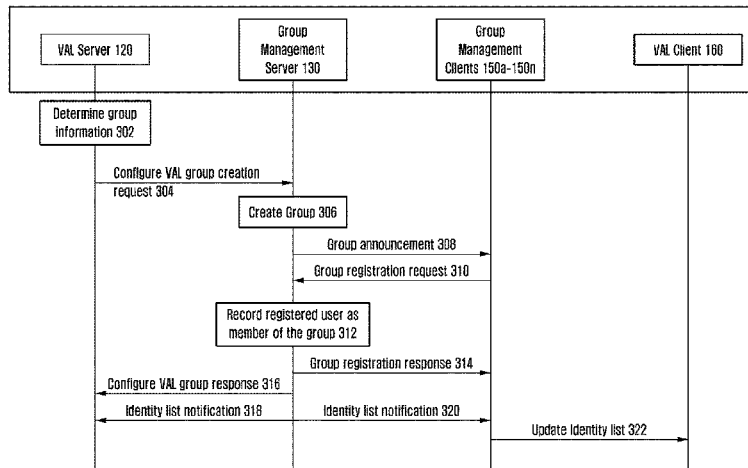 VAL Server 120
Group
Management
Server 130
Group
Management
Clients 150a-150n
VAL Client 160
Determine group
information 302
Configure VAL group creation
request 304
Create Group 306
Group announcement 308
Group registration request 310
Record registered user as
member of the group 312
Group registration response 314
Configure VAL group response 316
Identity list notification 318
Identity list notification 320
Update Identity list 322